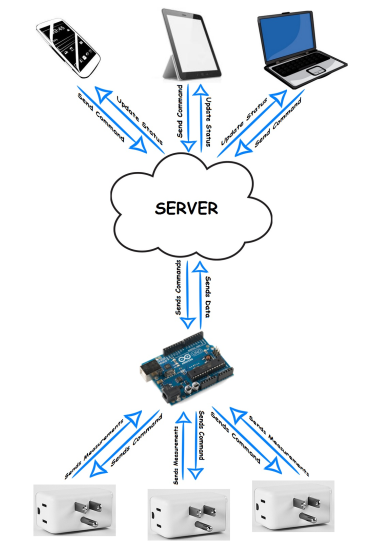 Update Status
Send Command
Send Command
Update Status
Update Status
Send Command
SERVER
Sends Commands
Sends Data
Sends Measurements
Sends Command
Sends Measurements
Sends Command
Sends Measurements
Sends Command